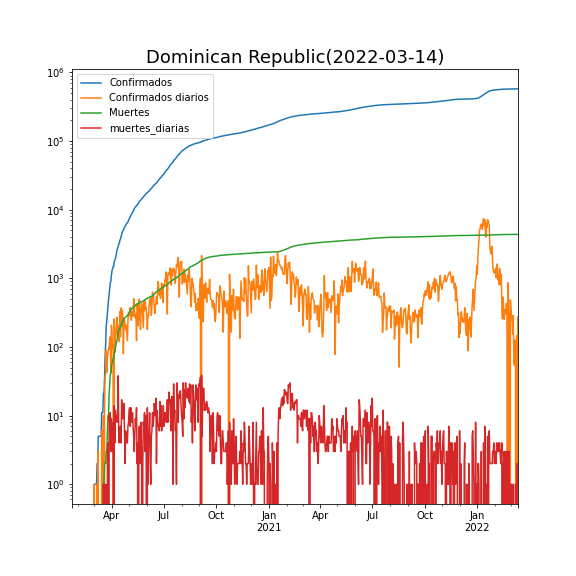 Dominican Republic(2022-03-14)
Confirmados
Confirmados diarios
Muertes
muertes_diarias
10⁶
10⁵
10⁴
10³
10²
10¹
10⁰
Apr Jul Oct Jan Apr Jul Oct Jan
2021 2022